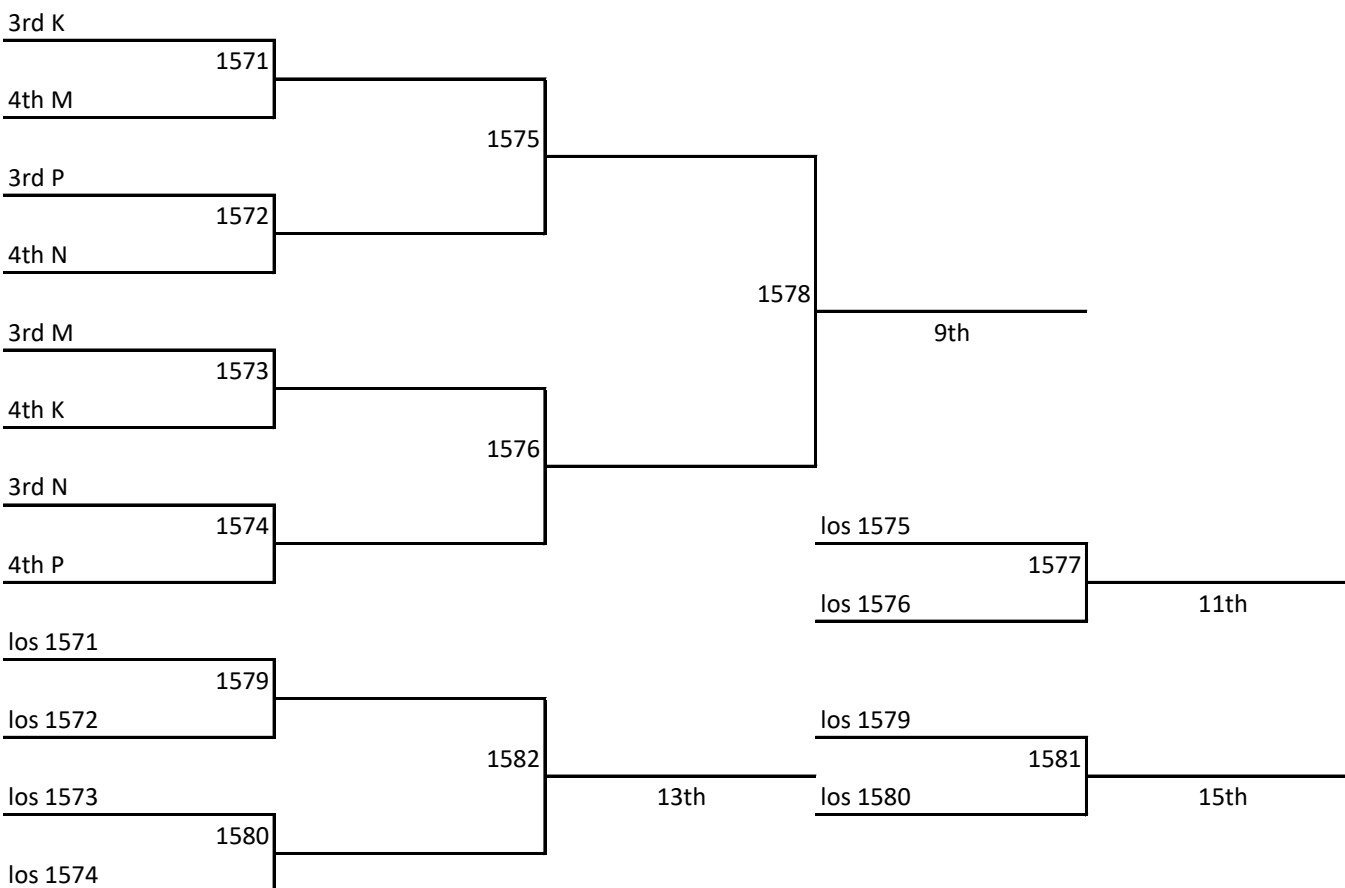 3rd K
1571
4th M
1575
3rd P
1572
4th N
1578
3rd M
9th
1573
4th K
1576
3rd N
1574
los 1575
4th P
1577
los 1576
11th
los 1571
1579
los 1572
los 1579
1582
1581
los 1573
13th
los 1580
15th
1580
los 1574